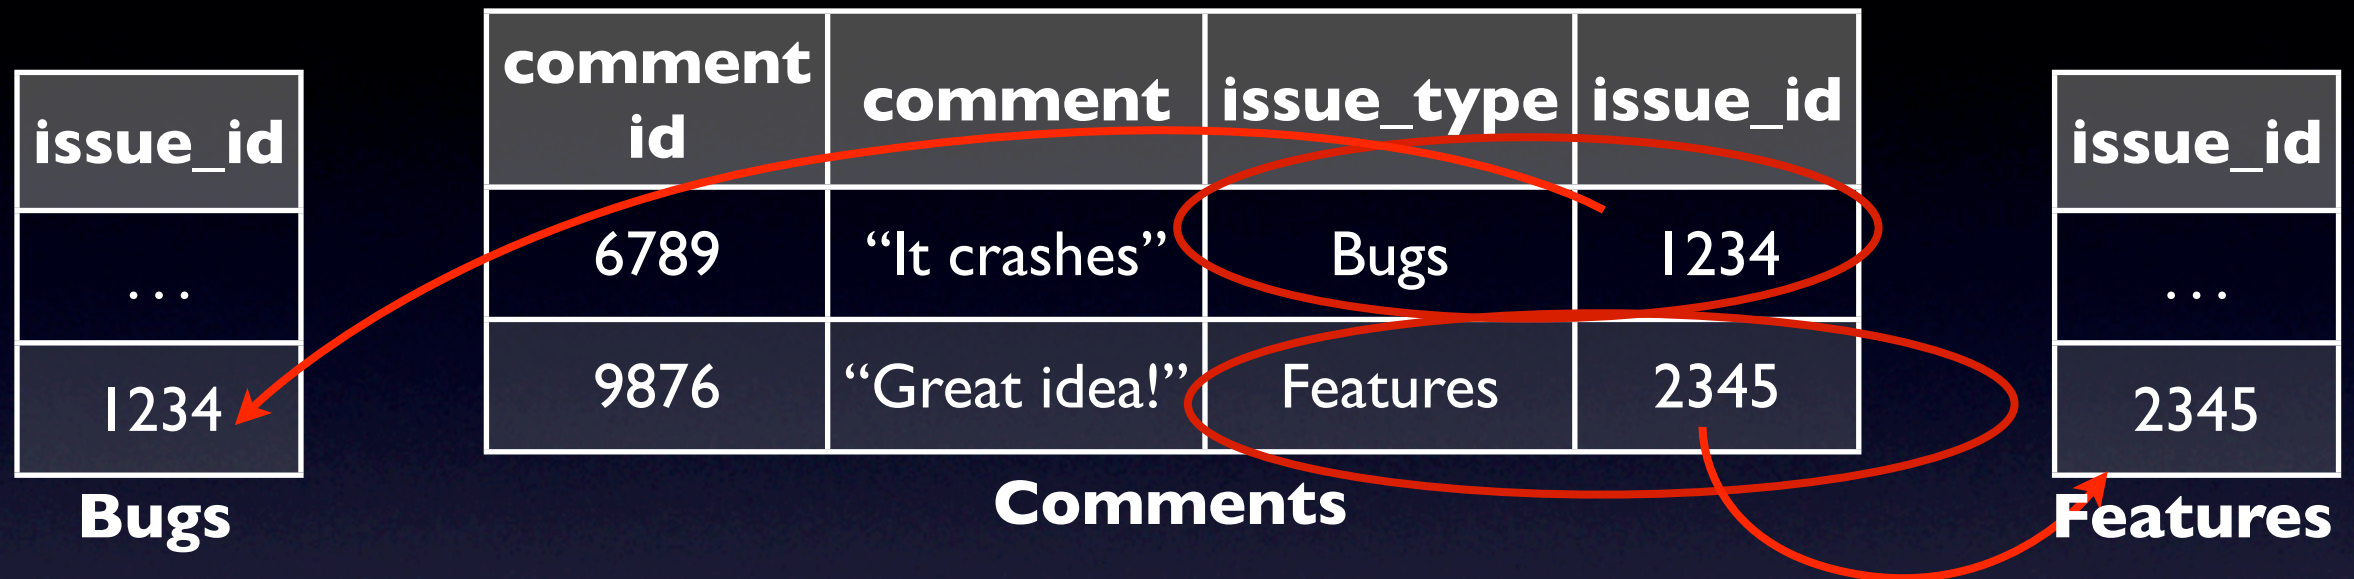 issue_id
...
1234
Bugs
comment id comment issue_type issue_id
6789 “It crashes” Bugs 1234
9876 “Great idea!” Features 2345
Comments
issue_id
...
2345
Features